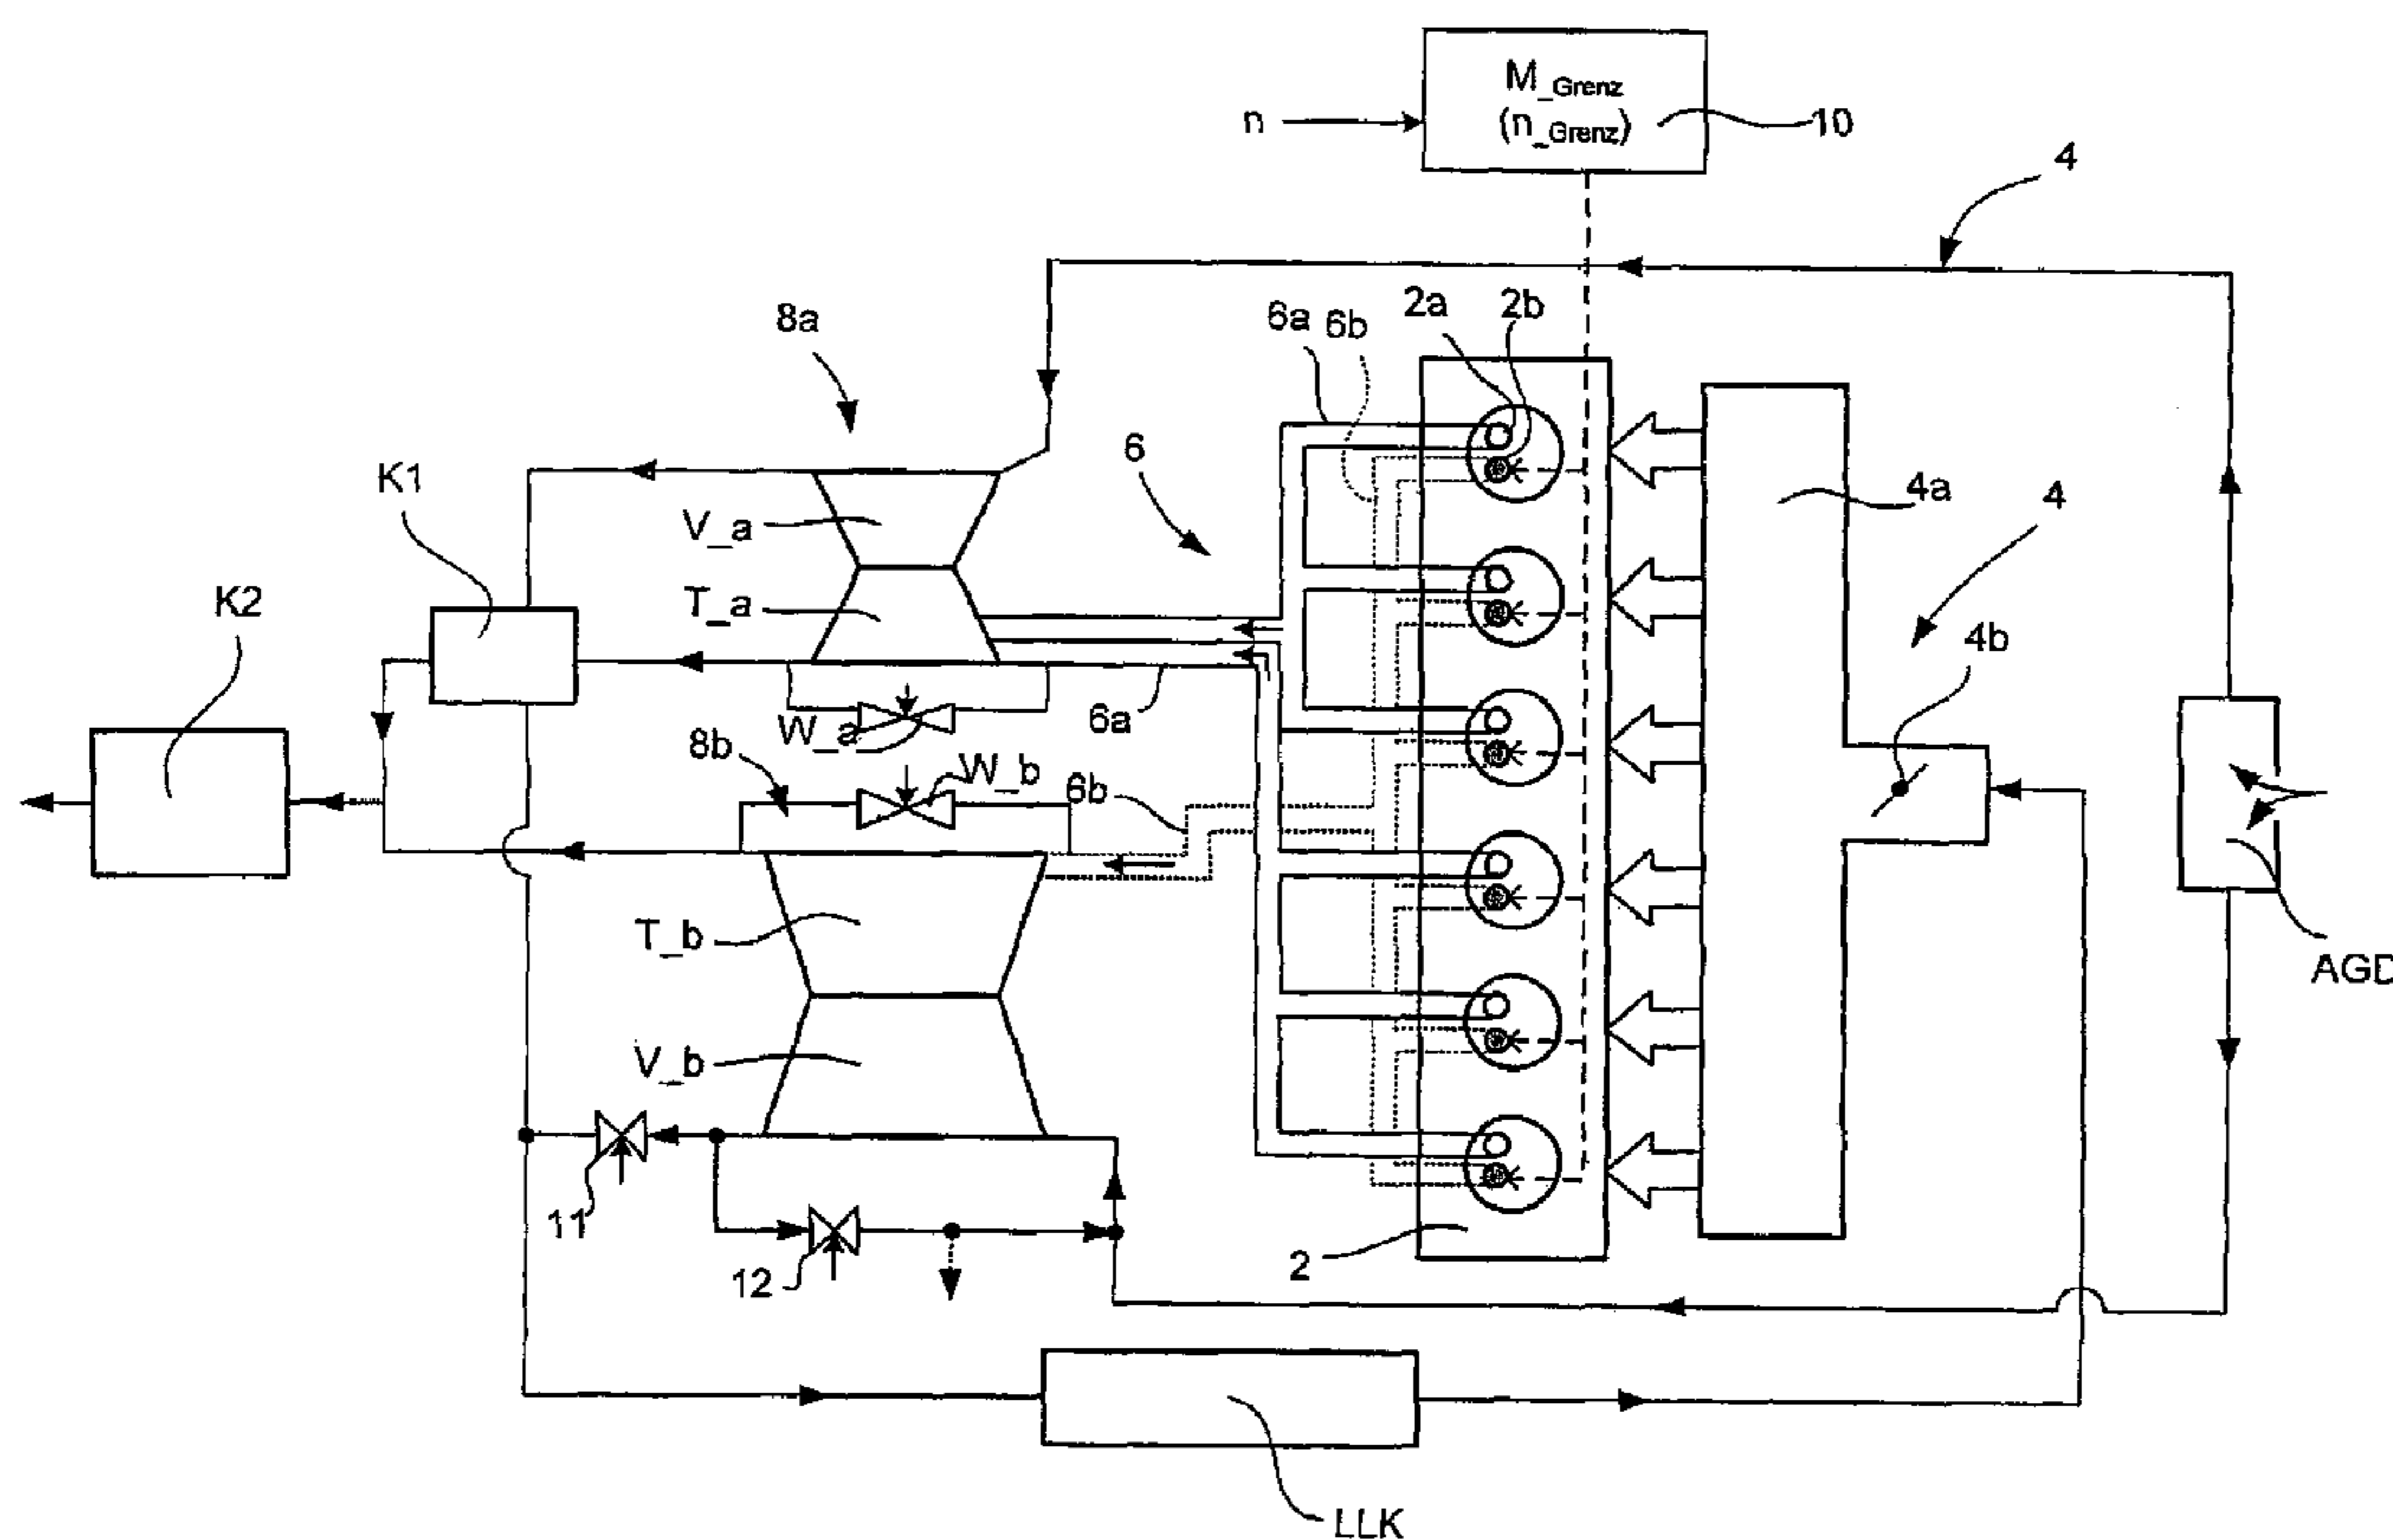 M_Grenz
(n_Grenz)
n
10
4
8a
6a 6b
2a
2b
6
K1
V_a
4a
4
K2
T_a
4b
W_a
6a
8b
W_b
6b
T_b
AGD
V_b
11
12
2
LLK